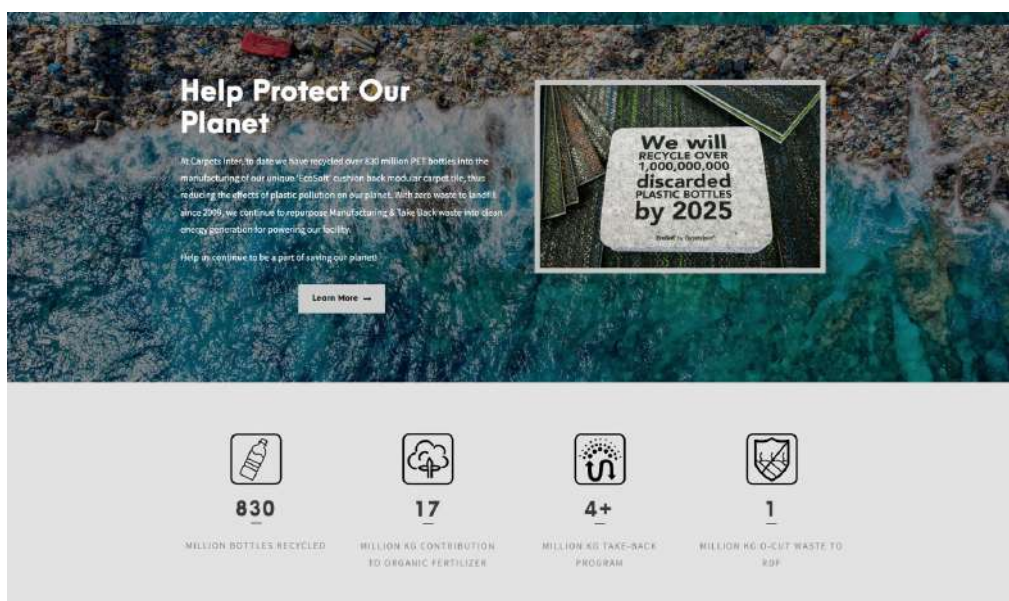 Help Protect Our
Planet
At Carpets Inter, to date we have recycled over 830 million PET bottles into the
manufacturing of our unique 'EcoSoft' cushion back modular carpet tile, thus
reducing the effects of plastic pollution on our planet. With zero waste to landfill
since 2009, we continue to repurpose Manufacturing & Take Back waste into clean
energy generation for powering our facility.
Help us continue to be a part of saving our planet!
Learn More →
We will
RECYCLE OVER
1,000,000,000
discarded
PLASTIC BOTTLES
by 2025
EcoSoft by Carpets Inter
830
MILLION BOTTLES RECYCLED
17
MILLION KG CONTRIBUTION
TO ORGANIC FERTILIZER
4+
MILLION KG TAKE-BACK
PROGRAM
1
MILLION KG D-CUT WASTE TO
RDF